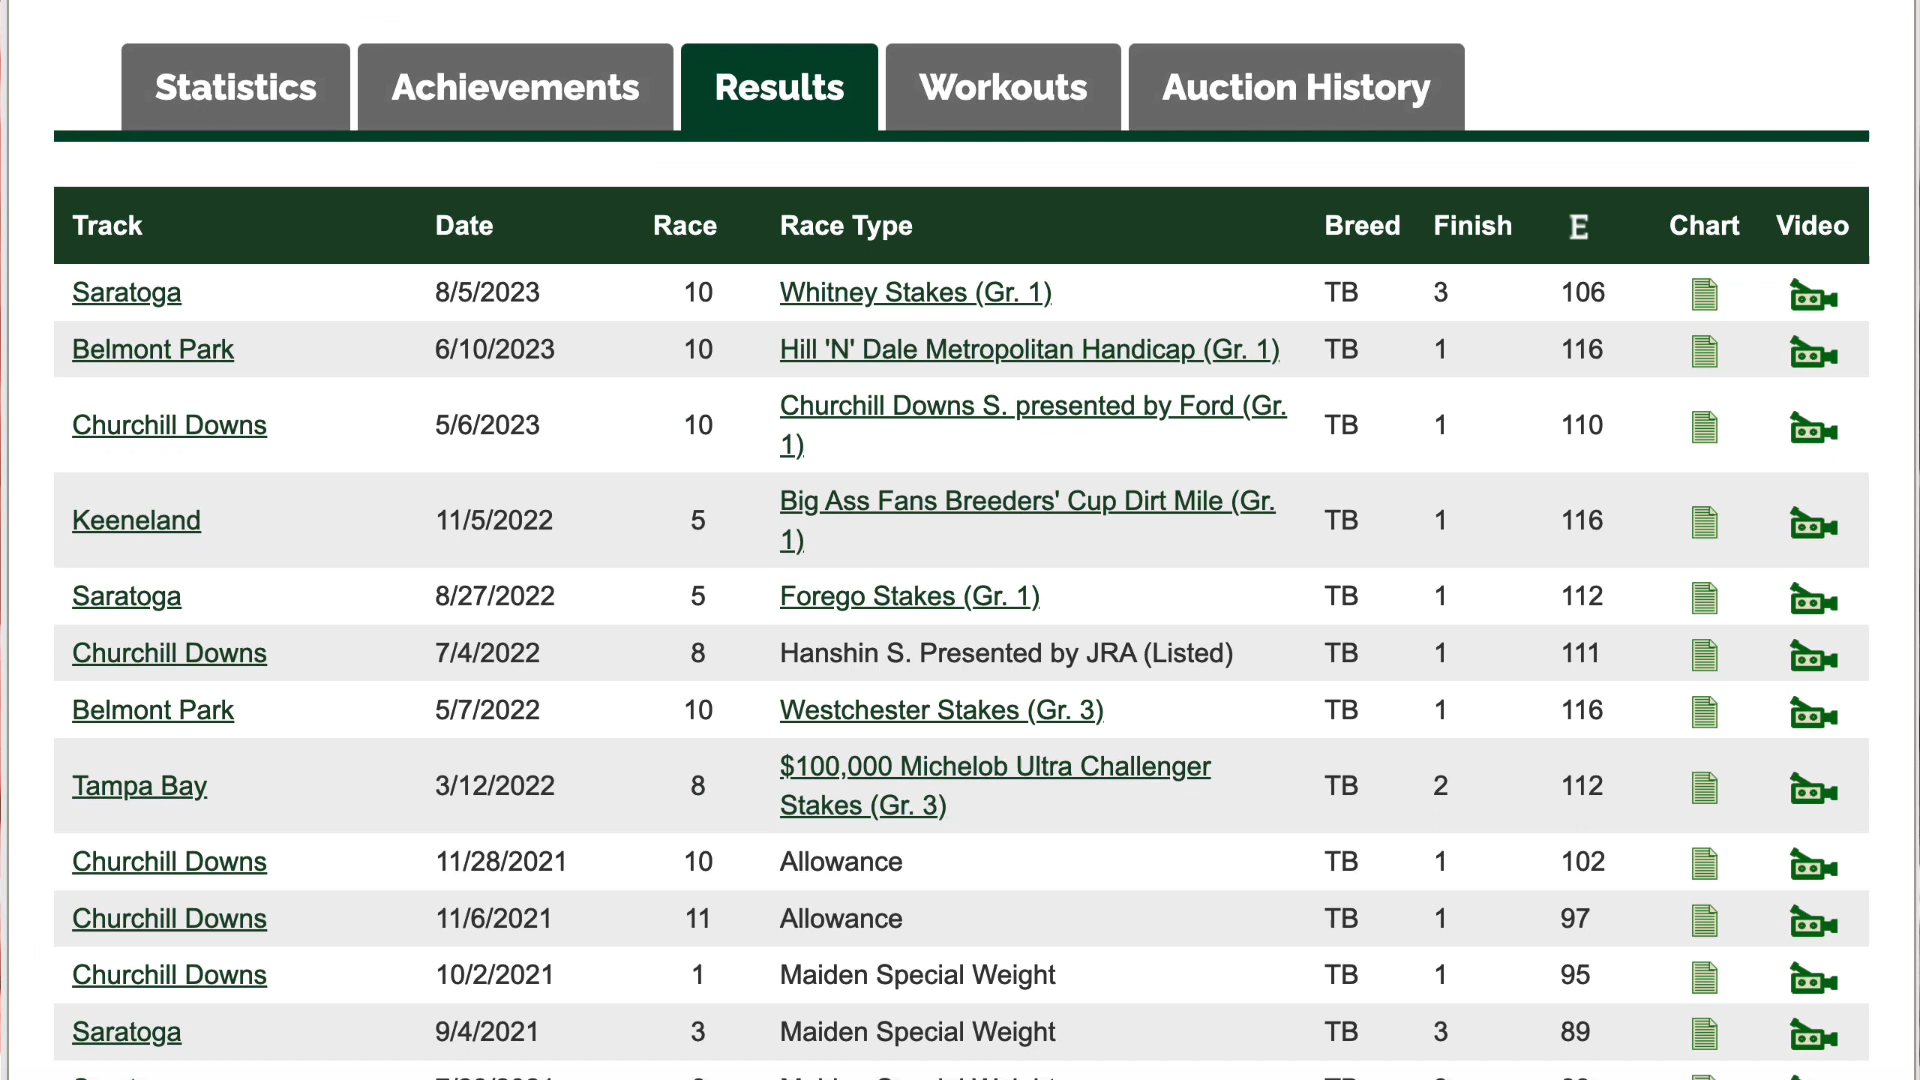 Statistics Achievements Results Workouts Auction History
Track Date Race Race Type Breed Finish E Chart Video
Saratoga 8/5/2023 10 Whitney Stakes (Gr. 1) TB 3 106
Belmont Park 6/10/2023 10 Hill 'N' Dale Metropolitan Handicap (Gr. 1) TB 1 116
Churchill Downs 5/6/2023 10 Churchill Downs S. presented by Ford (Gr.
1) TB 1 110
Keeneland 11/5/2022 5 Big Ass Fans Breeders' Cup Dirt Mile (Gr.
1) TB 1 116
Saratoga 8/27/2022 5 Forego Stakes (Gr. 1) TB 1 112
Churchill Downs 7/4/2022 8 Hanshin S. Presented by JRA (Listed) TB 1 111
Belmont Park 5/7/2022 10 Westchester Stakes (Gr. 3) TB 1 116
Tampa Bay 3/12/2022 8 $100,000 Michelob Ultra Challenger
Stakes (Gr. 3) TB 2 112
Churchill Downs 11/28/2021 10 Allowance TB 1 102
Churchill Downs 11/6/2021 11 Allowance TB 1 97
Churchill Downs 10/2/2021 1 Maiden Special Weight TB 1 95
Saratoga 9/4/2021 3 Maiden Special Weight TB 3 89